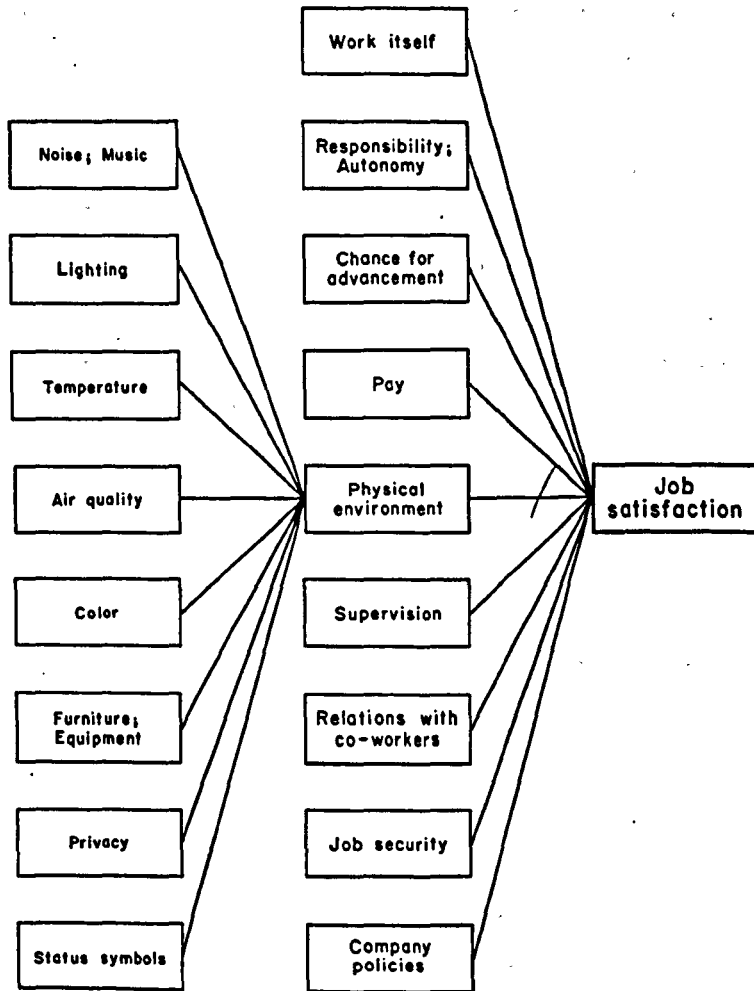 Work itself
Noise; Music
Responsibility;
Autonomy
Lighting
Chance for
advancement
Temperature
Pay
Air quality
Physical
environment
Job
satisfaction
Color
Supervision
Furniture;
Equipment
Relations with
co-workers
Privacy
Job security
Status symbols
Company
policies